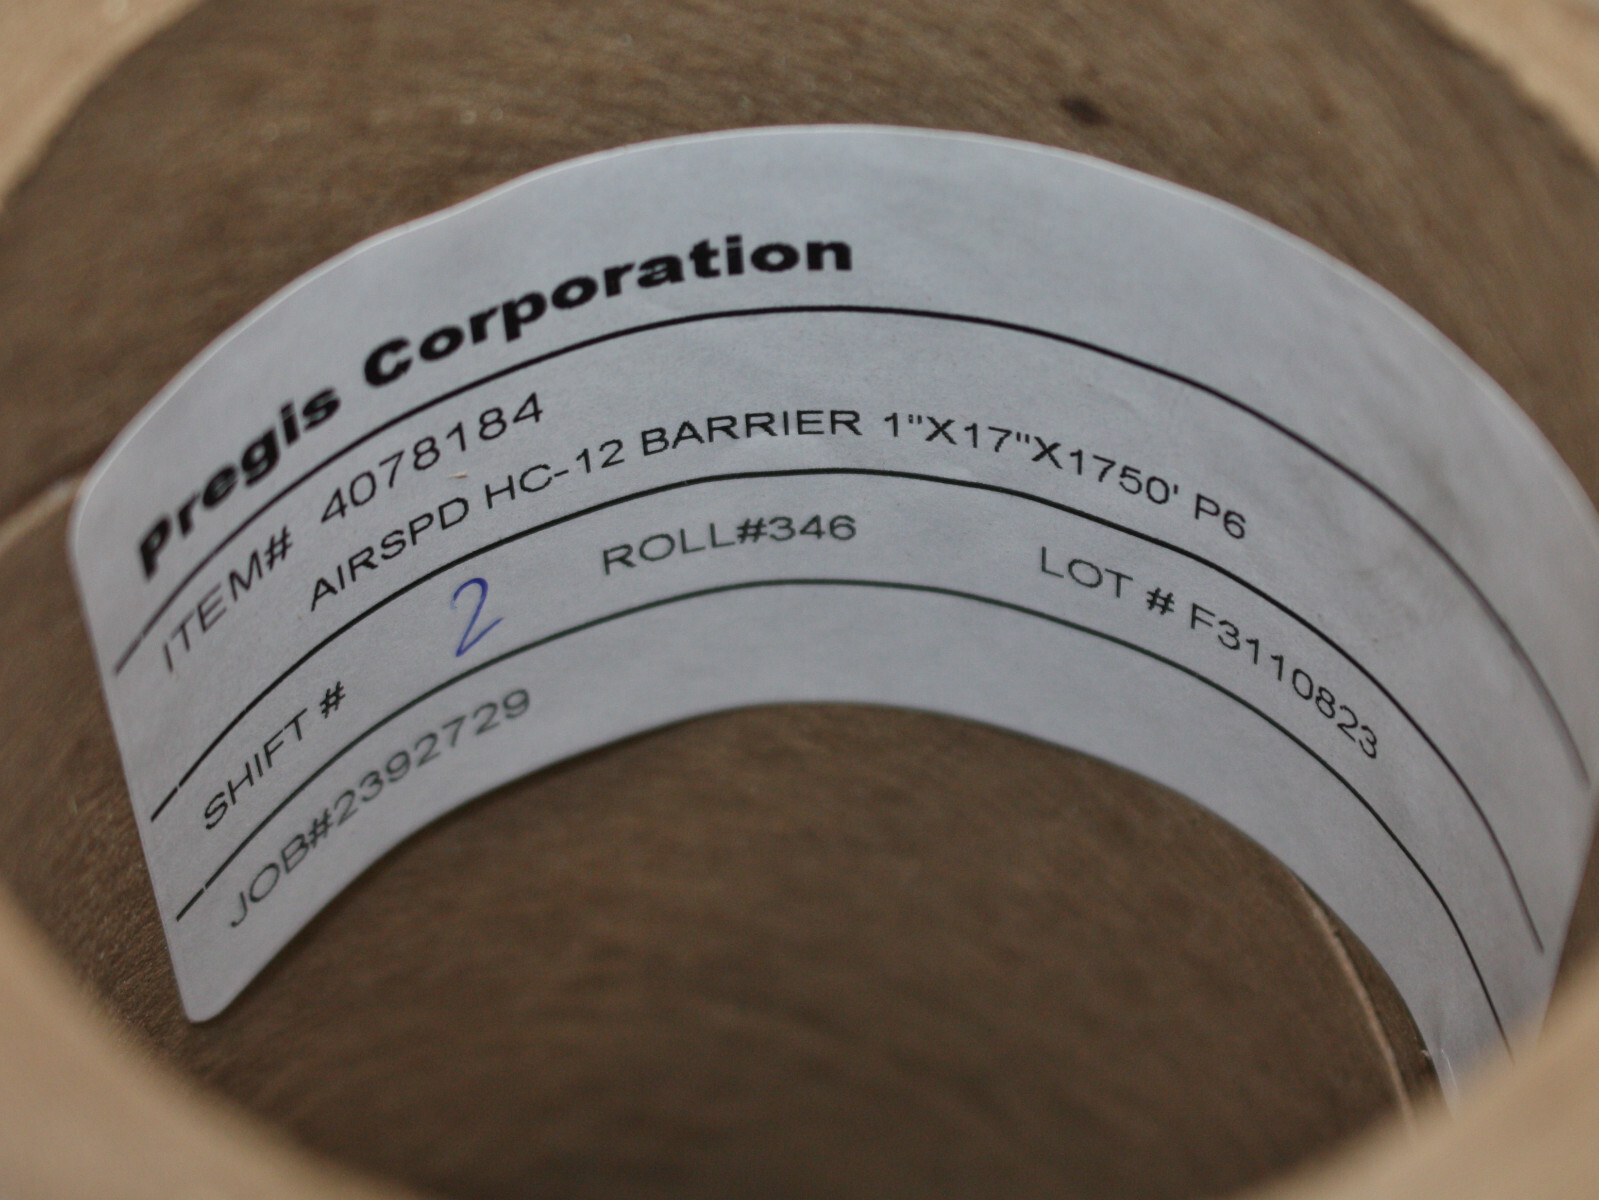 Pregis Corporation
ITEM# 4078184
AIRSPD HC-12 BARRIER 1"X17"X1750' P6
SHIFT # 2 ROLL#346 LOT # F3110823
JOB#2392729